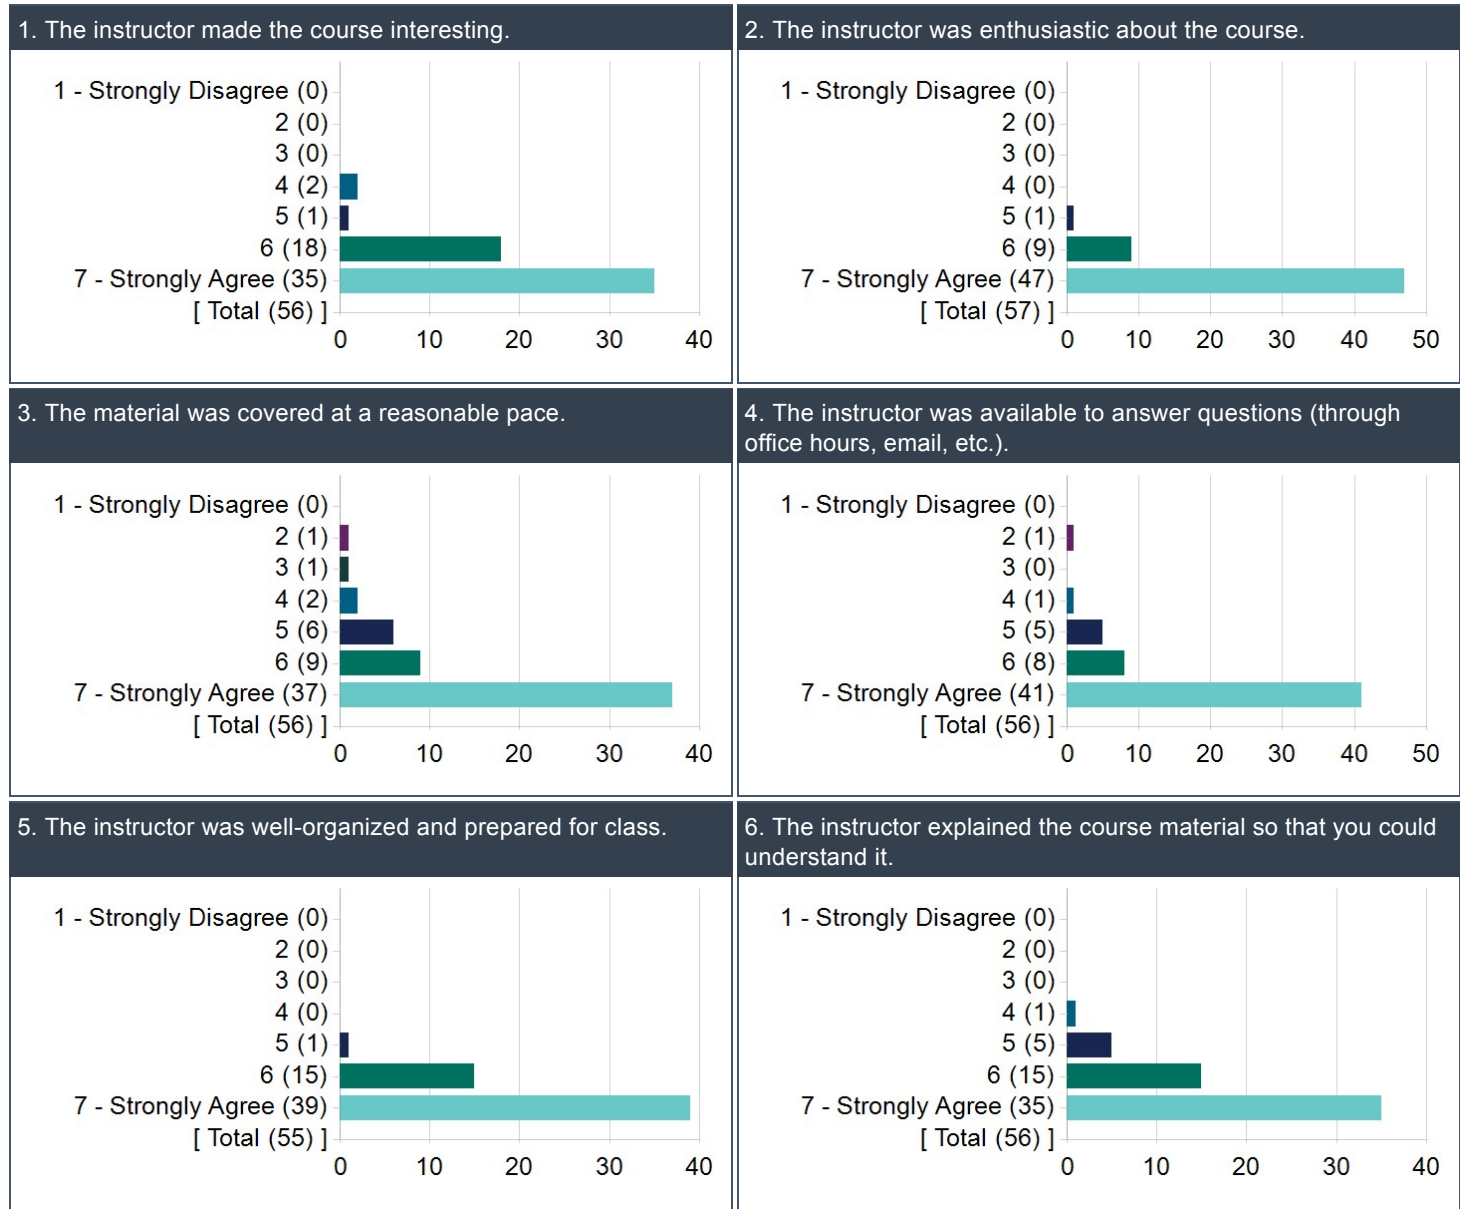 1. The instructor made the course interesting.
1 - Strongly Disagree (0)
2 (0)
3 (0)
4 (2)
5 (1)
6 (18)
7 - Strongly Agree (35)
[ Total (56) ]
0 10 20 30 40
2. The instructor was enthusiastic about the course.
1 - Strongly Disagree (0)
2 (0)
3 (0)
4 (0)
5 (1)
6 (9)
7 - Strongly Agree (47)
[ Total (57) ]
0 10 20 30 40 50
3. The material was covered at a reasonable pace.
1 - Strongly Disagree (0)
2 (1)
3 (1)
4 (2)
5 (6)
6 (9)
7 - Strongly Agree (37)
[ Total (56) ]
0 10 20 30 40
4. The instructor was available to answer questions (through
office hours, email, etc.).
1 - Strongly Disagree (0)
2 (1)
3 (0)
4 (1)
5 (5)
6 (8)
7 - Strongly Agree (41)
[ Total (56) ]
0 10 20 30 40 50
5. The instructor was well-organized and prepared for class.
1 - Strongly Disagree (0)
2 (0)
3 (0)
4 (0)
5 (1)
6 (15)
7 - Strongly Agree (39)
[ Total (55) ]
0 10 20 30 40
6. The instructor explained the course material so that you could
understand it.
1 - Strongly Disagree (0)
2 (0)
3 (0)
4 (1)
5 (5)
6 (15)
7 - Strongly Agree (35)
[ Total (56) ]
0 10 20 30 40